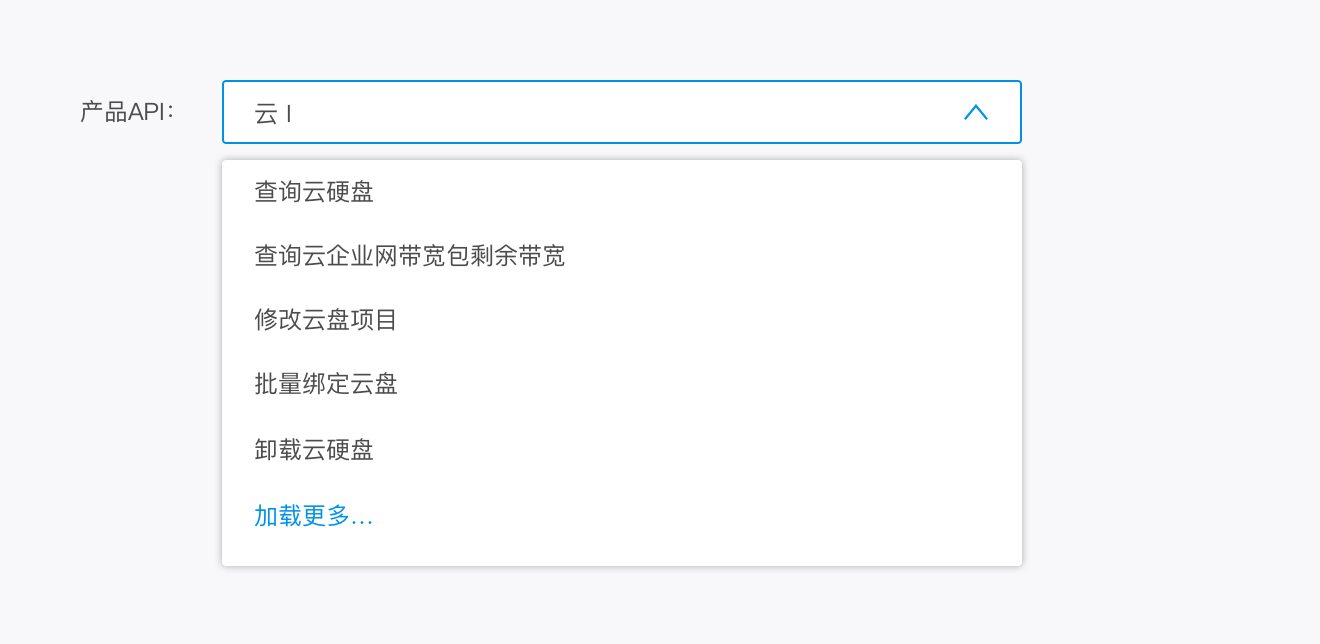 产品API：
云
查询云硬盘
查询云企业网带宽包剩余带宽
修改云盘项目
批量绑定云盘
卸载云硬盘
加载更多...